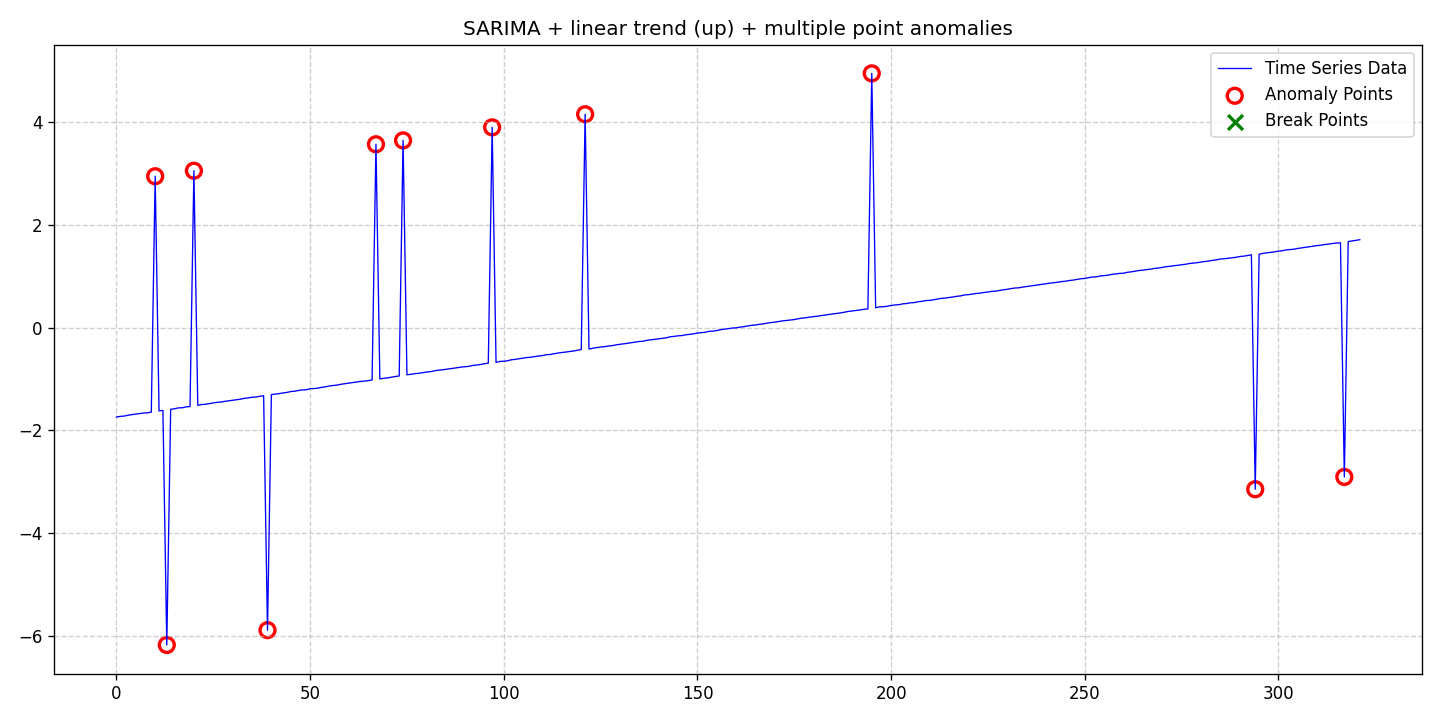 SARIMA + linear trend (up) + multiple point anomalies
Time Series Data
Anomaly Points
Break Points
4
2
0
−2
−4
−6
0 50 100 150 200 250 300